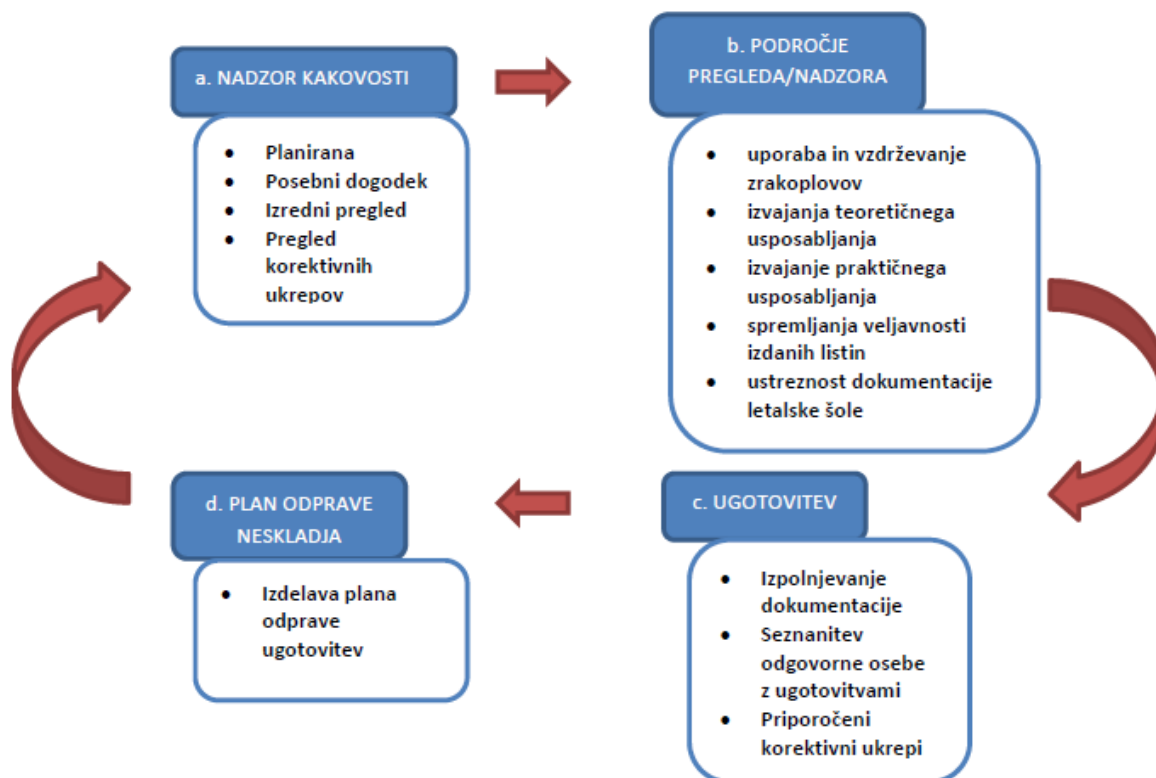 a. NADZOR KAKOVOSTI
• Planirana
• Posebni dogodek
• Izredni pregled
• Pregled
korektivnih
ukrepov
b. PODROČJE
PREGLEDA/NADZORA
• uporaba in vzdrževanje
zrakoplovov
• izvajanja teoretičnega
usposabljanja
• izvajanje praktičnega
usposabljanja
• spremljanja veljavnosti
izdanih listin
• ustreznost dokumentacije
letalske šole
c. UGOTOVITEV
• Izpolnjevanje
dokumentacije
• Seznanitev
odgovorne osebe
z ugotovitvami
• Priporočeni
korektivni ukrepi
d. PLAN ODPRAVE
NESKLADJA
• Izdelava plana
odprave
ugotovitev